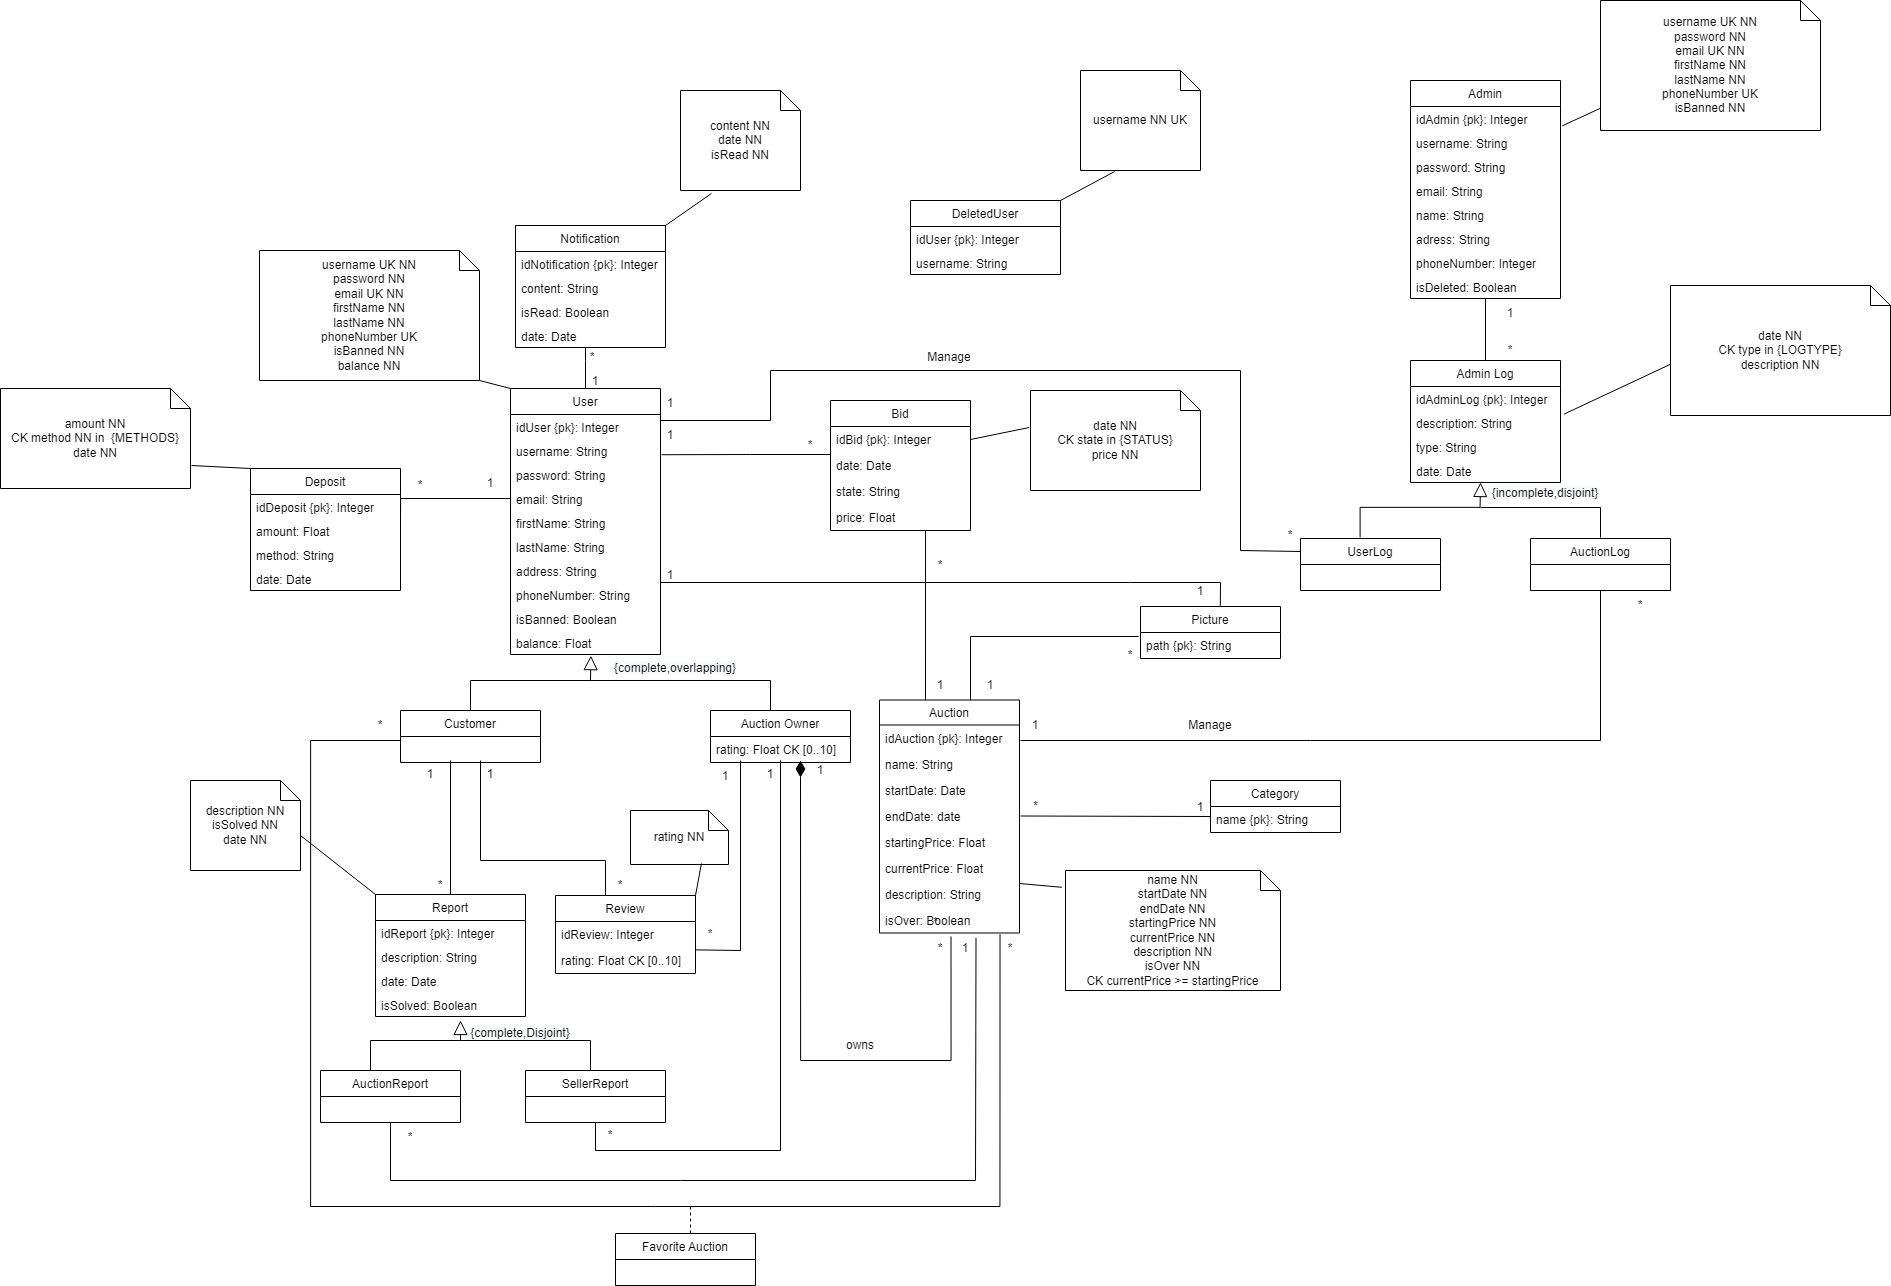 username UK NN
password NN
email UK NN
firstName NN
lastName NN
phoneNumber UK
isBanned NN
Admin
idAdmin {pk}: Integer
username: String
password: String
email: String
name: String
adress: String
phoneNumber: Integer
isDeleted: Boolean
1
*
username NN UK
DeletedUser
idUser {pk}: Integer
username: String
content NN
date NN
isRead NN
Notification
idNotification {pk}: Integer
content: String
isRead: Boolean
date: Date
*
1
username UK NN
password NN
email UK NN
firstName NN
lastName NN
phoneNumber UK
isBanned NN
balance NN
date NN
CK type in {LOGTYPE}
description NN
Admin Log
idAdminLog {pk}: Integer
description: String
type: String
date: Date
{incomplete,disjoint}
Manage
1
*
UserLog
AuctionLog
*
amount NN
CK method NN in  {METHODS}
date NN
Deposit
idDeposit {pk}: Integer
amount: Float
method: String
date: Date
*
1
User
idUser {pk}: Integer
username: String
password: String
email: String
firstName: String
lastName: String
address: String
phoneNumber: String
isBanned: Boolean
balance: Float
1
*
Bid
idBid {pk}: Integer
date: Date
state: String
price: Float
date NN
CK state in {STATUS}
price NN
*
1
1
1
Picture
path {pk}: String
*
1
{complete,overlapping}
Customer
*
Auction Owner
rating: Float CK [0..10]
1
1
1
1
1
Auction
idAuction {pk}: Integer
name: String
startDate: Date
endDate: date
startingPrice: Float
currentPrice: Float
description: String
isOver: Boolean
*
1
Manage
*
1
Category
name {pk}: String
name NN
startDate NN
endDate NN
startingPrice NN
currentPrice NN
description NN
isOver NN
CK currentPrice >= startingPrice
description NN
isSolved NN
date NN
rating NN
*
*
Report
idReport {pk}: Integer
description: String
date: Date
isSolved: Boolean
Review
idReview: Integer
rating: Float CK [0..10]
*
*
1
*
{complete,Disjoint}
owns
AuctionReport
SellerReport
*
*
Favorite Auction